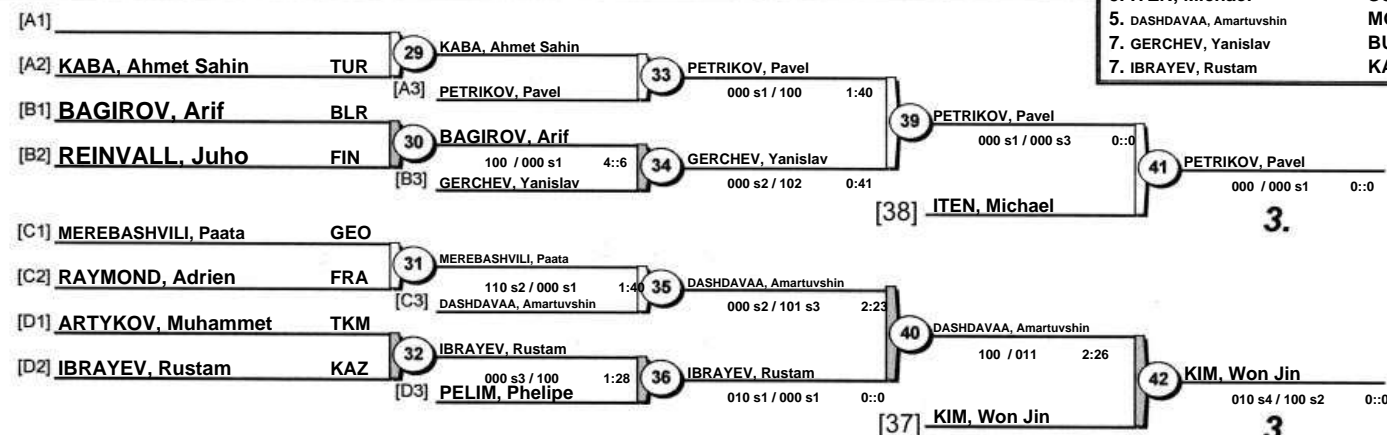 5. DASHDAVAA, Amartuvshin
7. GERCHEV, Yanislav
7. IBRAYEV, Rustam
[A1]
[A2] KABA, Ahmet Sahin TUR
29 KABA, Ahmet Sahin
[A3] PETRIKOV, Pavel
33 PETRIKOV, Pavel
000 s1 / 100 1:40
[B1] BAGIROV, Arif BLR
[B2] REINVALL, Juho FIN
30 BAGIROV, Arif
100 / 000 s1 4::6
[B3] GERCHEV, Yanislav
34 GERCHEV, Yanislav
000 s2 / 102 0:41
39 PETRIKOV, Pavel
000 s1 / 000 s3 0::0
[38] ITEN, Michael
41 PETRIKOV, Pavel
000 / 000 s1 0::0
3.
[C1] MEREBASHVILI, Paata GEO
[C2] RAYMOND, Adrien FRA
31 MEREBASHVILI, Paata
110 s2 / 000 s1 1:40
[C3] DASHDAVAA, Amartuvshin
35 DASHDAVAA, Amartuvshin
000 s2 / 101 s3 2:23
[D1] ARTYKOV, Muhammet TKM
[D2] IBRAYEV, Rustam KAZ
32 IBRAYEV, Rustam
000 s3 / 100 1:28
[D3] PELIM, Phelipe
36 IBRAYEV, Rustam
010 s1 / 000 s1 0::0
40 DASHDAVAA, Amartuvshin
100 / 011 2:26
[37] KIM, Won Jin
42 KIM, Won Jin
010 s4 / 100 s2 0::0
3